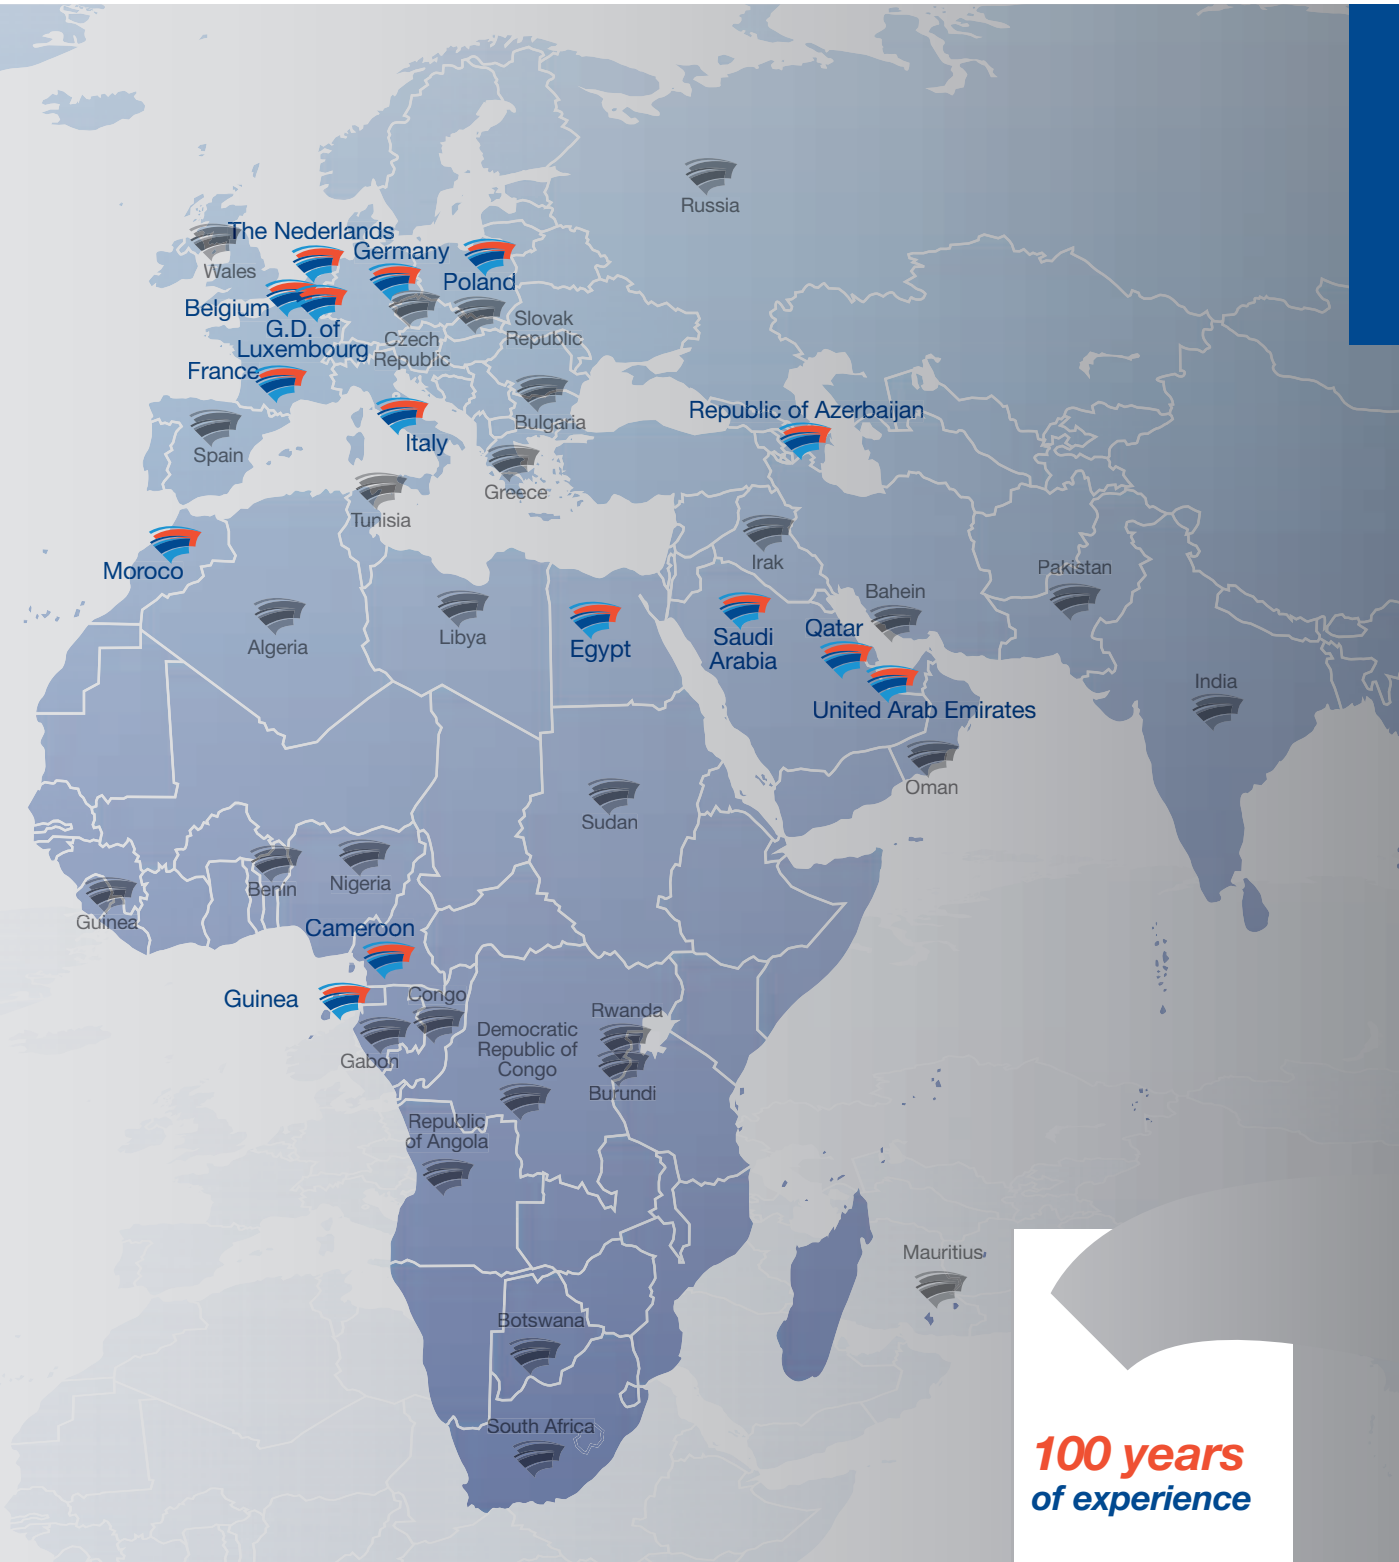 Russia
The Nederlands
Germany
Wales
Poland
Belgium
G.D. of
Luxembourg
Czech
Republic
Slovak
Republic
France
Bulgaria
Republic of Azerbaijan
Spain
Italy
Greece
Tunisia
Moroco
Irak
Pakistan
Bahein
Algeria
Libya
Egypt
Saudi
Arabia
Qatar
India
United Arab Emirates
Oman
Sudan
Benin
Nigeria
Guinea
Cameroon
Guinea
Congo
Gabon
Rwanda
Democratic
Republic of
Congo
Burundi
Republic
of Angola
Mauritius
Botswana
South Africa
100 years
of experience